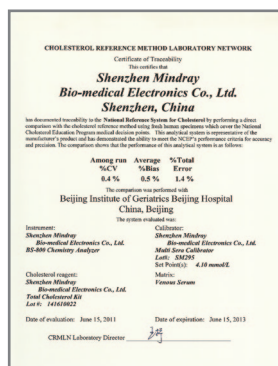 CHOLESTEROL REFERENCE METHOD LABORATORY NETWORK
Certificate of Traceability
This certifies that
Shenzhen Mindray
Bio-medical Electronics Co., Ltd.
Shenzhen, China
has documented traceability to the National Reference System for Cholesterol by performing a direct
comparison with the cholesterol reference method using fresh human specimens which cover the National
Cholesterol Education Program medical decision points. This analytical system is representative of the
manufacturer's product and has demonstrated the ability to meet the NCEP's performance criteria for accuracy
and precision. The comparison shows that the performance of this analytical system is as follows:
Among run Average %Total
%CV %Bias Error
0.4 % 0.5 % 1.4 %
The comparison was performed with
Beijing Institute of Geriatrics Beijing Hospital
China, Beijing
The system evaluated was:
Instrument: Calibrator:
Shenzhen Mindray Shenzhen Mindray
Bio-medical Electronics Co., Ltd. Bio-medical Electronics Co., Ltd.
BS-800 Chemistry Analyzer Multi Sera Calibrator
Lot#: SM295
Set Point(s): 4.10 mmol/L
Cholesterol reagent: Matrix:
Shenzhen Mindray Venous Serum
Bio-medical Electronics Co., Ltd.
Total Cholesterol Kit
Lot #: 141610022
Date of evaluation: June 15, 2011 Date of expiration: June 15, 2013
CRMLN Laboratory Director